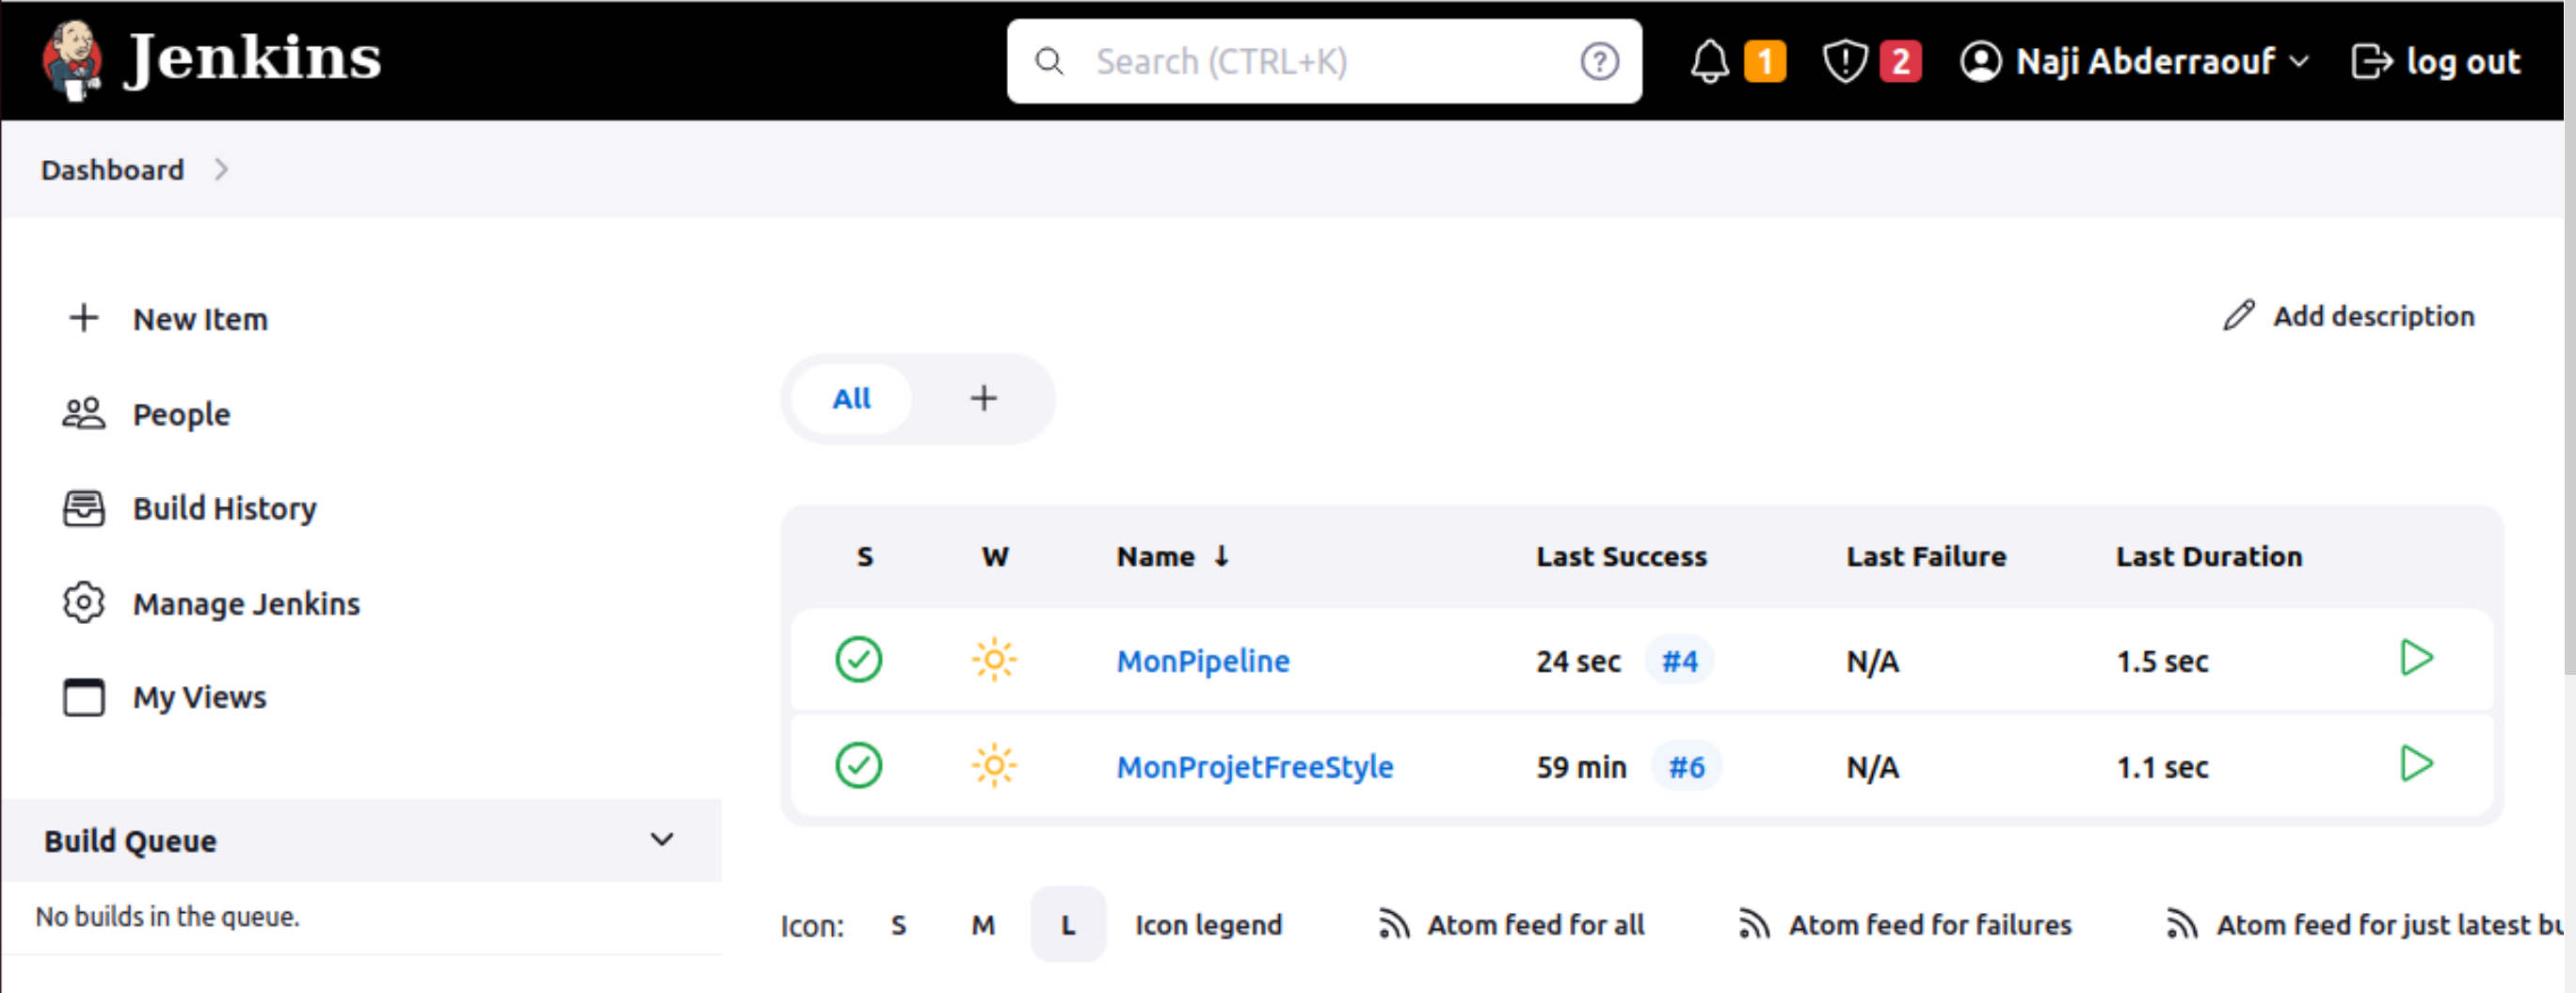 Jenkins
Search (CTRL+K)
1
2
Naji Abderraouf
log out
Dashboard
New Item
People
Build History
Manage Jenkins
My Views
Build Queue
No builds in the queue.
Add description
All
S W Name ↓ Last Success Last Failure Last Duration
MonPipeline 24 sec #4 N/A 1.5 sec
MonProjetFreeStyle 59 min #6 N/A 1.1 sec
Icon: S M L Icon legend Atom feed for all Atom feed for failures Atom feed for just latest bu